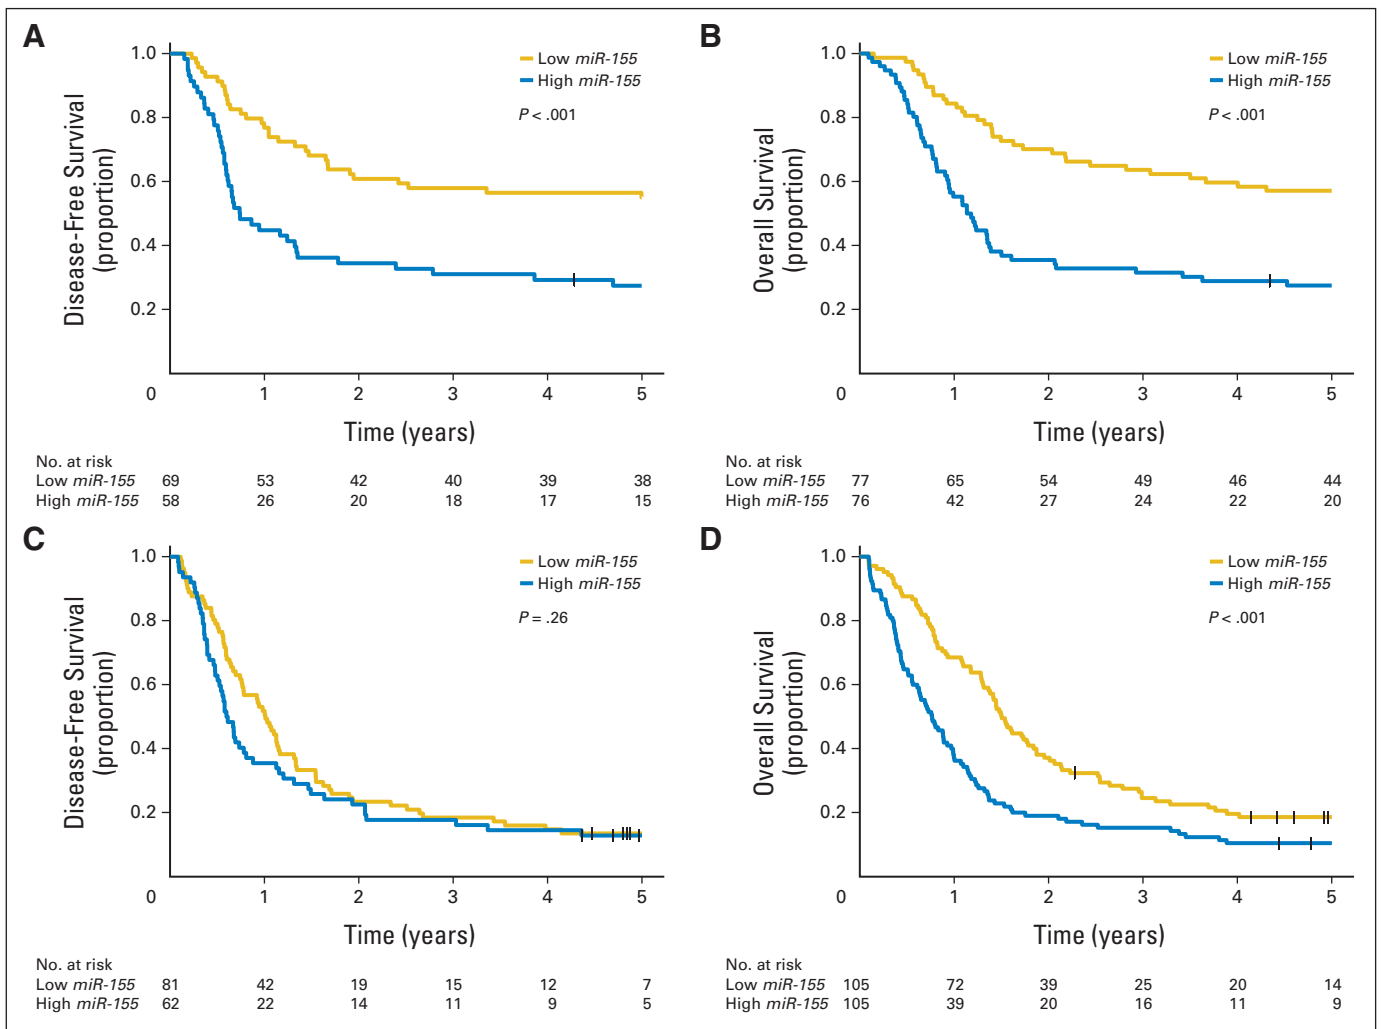 A
Disease-Free Survival
(proportion)
1.0
0.8
0.6
0.4
0.2
0
1
2
3
4
5
Low miR-155
High miR-155
P < .001
Time (years)
No. at risk
Low miR-155 69 53 42 40 39 38
High miR-155 58 26 20 18 17 15
B
Overall Survival
(proportion)
1.0
0.8
0.6
0.4
0.2
0
1
2
3
4
5
Low miR-155
High miR-155
P < .001
Time (years)
No. at risk
Low miR-155 77 65 54 49 46 44
High miR-155 76 42 27 24 22 20
C
Disease-Free Survival
(proportion)
1.0
0.8
0.6
0.4
0.2
0
1
2
3
4
5
Low miR-155
High miR-155
P = .26
Time (years)
No. at risk
Low miR-155 81 42 19 15 12 7
High miR-155 62 22 14 11 9 5
D
Overall Survival
(proportion)
1.0
0.8
0.6
0.4
0.2
0
1
2
3
4
5
Low miR-155
High miR-155
P < .001
Time (years)
No. at risk
Low miR-155 105 72 39 25 20 14
High miR-155 105 39 20 16 11 9